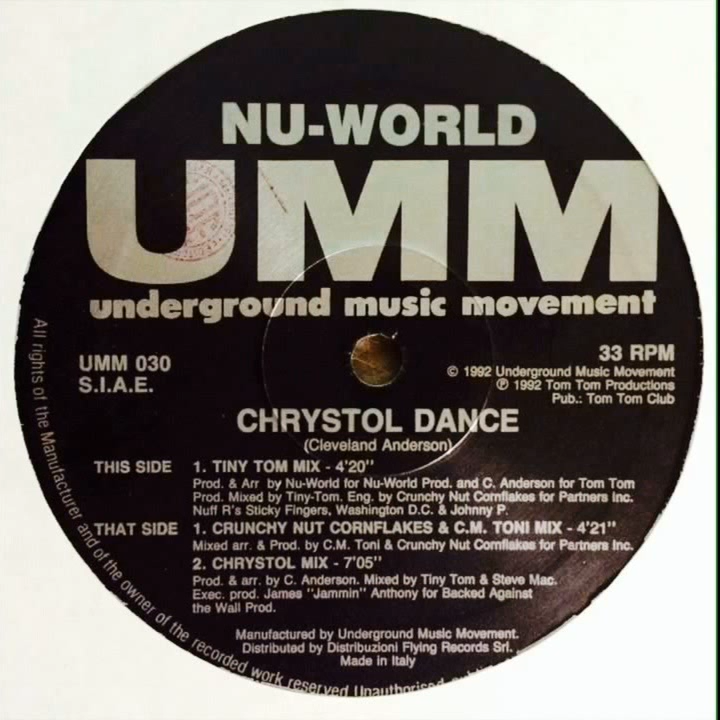 NU-WORLD
UMM
underground music movement
UMM 030
S.I.A.E.
33 RPM
© 1992 Underground Music Movement
℗ 1992 Tom Tom Productions
Pub.: Tom Tom Club
CHRYSTOL DANCE
(Cleveland Anderson)
THIS SIDE 1. TINY TOM MIX - 4'20"
Prod. & Arr by Nu-World for Nu-World Prod. and C. Anderson for Tom Tom
Prod. Mixed by Tiny-Tom. Eng. by Crunchy Nut Cornflakes for Partners Inc.
Nuff R's Sticky Fingers, Washington D.C. & Johnny P.
THAT SIDE 1. CRUNCHY NUT CORNFLAKES & C.M. TONI MIX - 4'21"
Mixed arr. & Prod. by C.M. Toni & Crunchy Nut Cornflakes for Partners Inc.
2. CHRYSTOL MIX - 7'05"
Prod. & arr. by C. Anderson. Mixed by Tiny Tom & Steve Mac.
Exec. prod. James "Jammin" Anthony for Backed Against
the Wall Prod.
Manufactured by Underground Music Movement.
Distributed by Distribuzioni Flying Records Srl.
Made in Italy
All rights of the Manufacturer and of the owner of the recorded work reserved Unauthorised